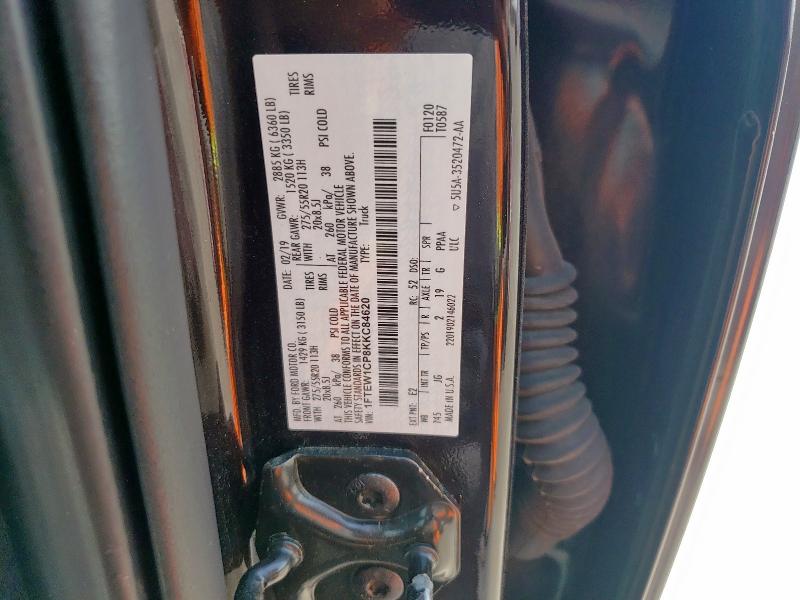 MFD. BY FORD MOTOR CO.
DATE: 02/19 GVWR: 2885 KG ( 6360 LB)
FRONT GAWR: 1429 KG ( 3150 LB) REAR GAWR: 1520 KG ( 3350 LB)
WITH 275/55R20 113H TIRES WITH 275/55R20 113H TIRES
20x8.5J RIMS 20x8.5J RIMS
AT 260 kPa/ 38 PSI COLD AT 260 kPa/ 38 PSI COLD
THIS VEHICLE CONFORMS TO ALL APPLICABLE FEDERAL MOTOR VEHICLE
SAFETY STANDARDS IN EFFECT ON THE DATE OF MANUFACTURE SHOWN ABOVE.
VIN: 1FTEW1CP8KKC84620 TYPE: Truck
EXT PNT: E2 RC: 52 DSO: F0120
WB INT TR TP/PS R AXLE TR SPR T0587
145 JG 2 19 G PPAA
MADE IN U.S.A. 2201902146022 ULC 5U5A-3520472-AA